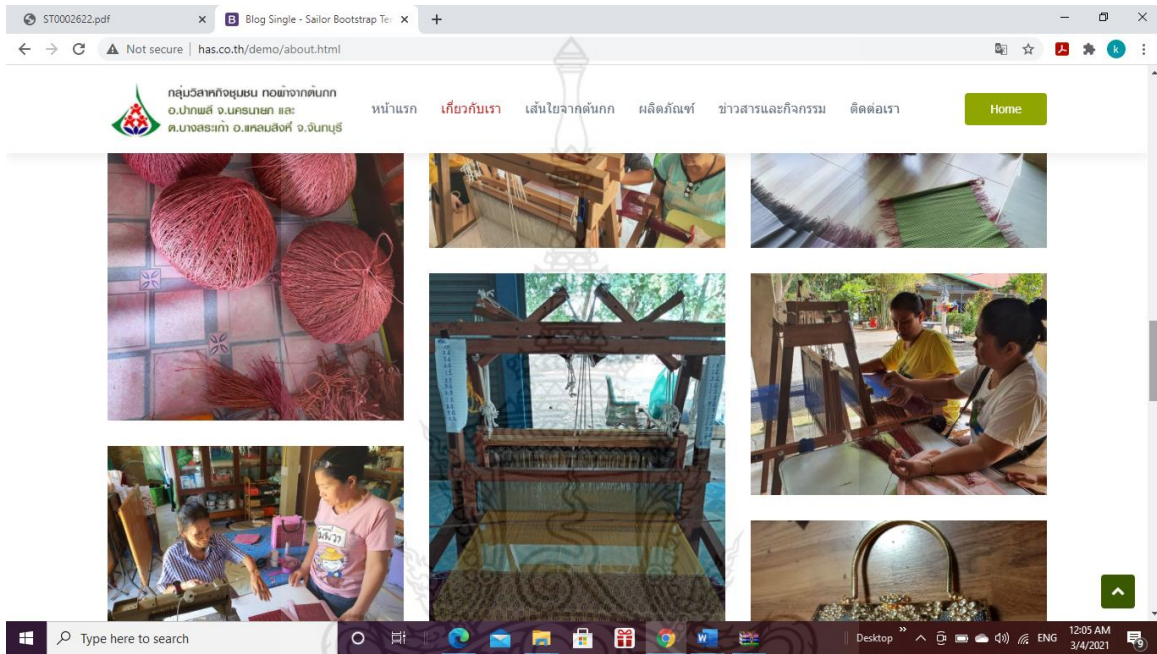 ST0002622.pdf
Blog Single - Sailor Bootstrap Te
Not secure | has.co.th/demo/about.html
กลุ่มวิสาหกิจชุมชน ทอผ้าจากต้นกก
อ.ปากพลี จ.นครนายก และ
ต.บางสระเก้า อ.แหลมสิงห์ จ.จันทบุรี
หน้าแรก เกี่ยวกับเรา เส้นใยจากต้นกก ผลิตภัณฑ์ ข่าวสารและกิจกรรม ติดต่อเรา Home
Type here to search
Desktop
ENG
12:05 AM
3/4/2021